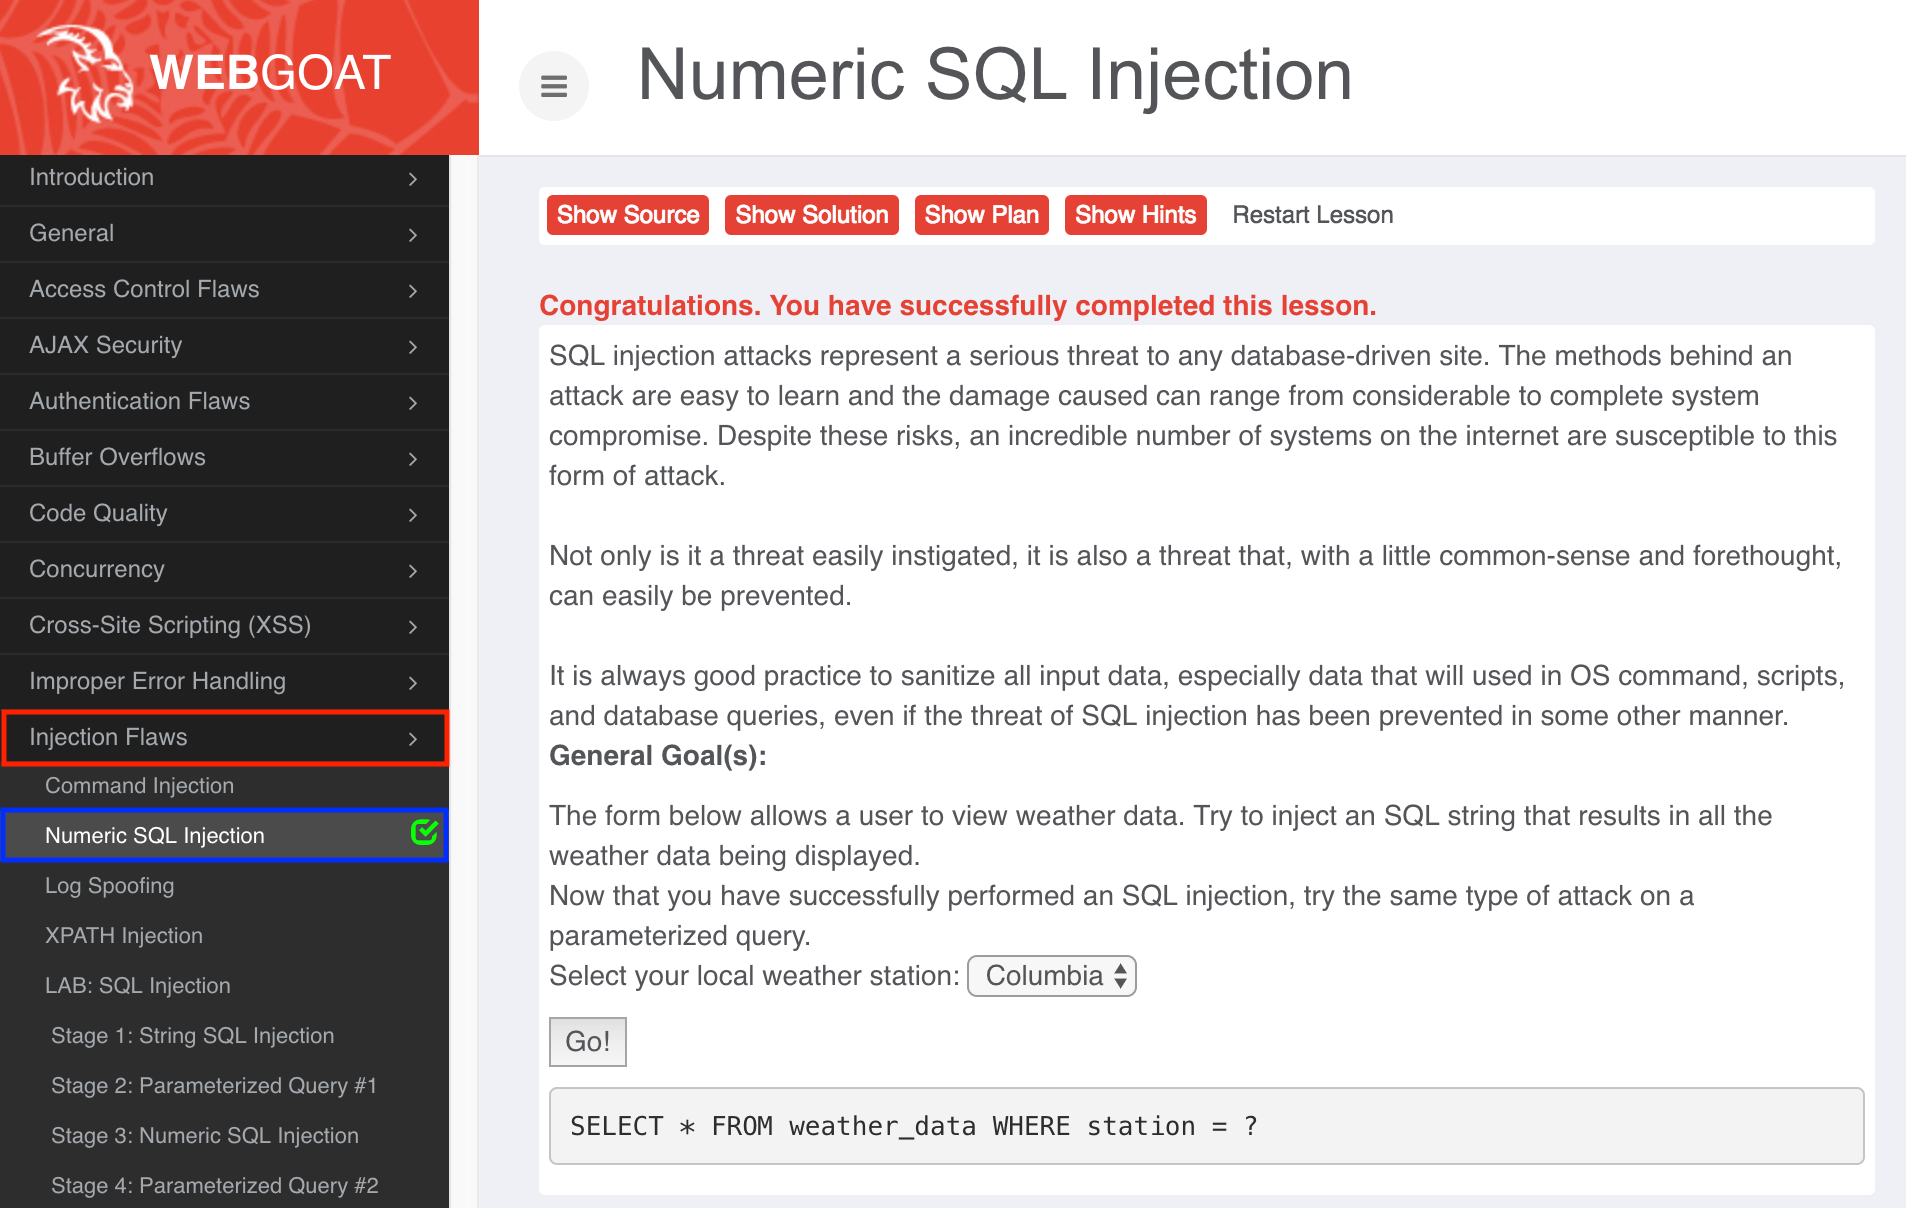 WEBGOAT
Numeric SQL Injection
Introduction
General
Access Control Flaws
AJAX Security
Authentication Flaws
Buffer Overflows
Code Quality
Concurrency
Cross-Site Scripting (XSS)
Improper Error Handling
Injection Flaws
Command Injection
Numeric SQL Injection
Log Spoofing
XPATH Injection
LAB: SQL Injection
Stage 1: String SQL Injection
Stage 2: Parameterized Query #1
Stage 3: Numeric SQL Injection
Stage 4: Parameterized Query #2
Show Source Show Solution Show Plan Show Hints Restart Lesson
Congratulations. You have successfully completed this lesson.
SQL injection attacks represent a serious threat to any database-driven site. The methods behind an
attack are easy to learn and the damage caused can range from considerable to complete system
compromise. Despite these risks, an incredible number of systems on the internet are susceptible to this
form of attack.
Not only is it a threat easily instigated, it is also a threat that, with a little common-sense and forethought,
can easily be prevented.
It is always good practice to sanitize all input data, especially data that will used in OS command, scripts,
and database queries, even if the threat of SQL injection has been prevented in some other manner.
General Goal(s):
The form below allows a user to view weather data. Try to inject an SQL string that results in all the
weather data being displayed.
Now that you have successfully performed an SQL injection, try the same type of attack on a
parameterized query.
Select your local weather station: Columbia
Go!
SELECT * FROM weather_data WHERE station = ?